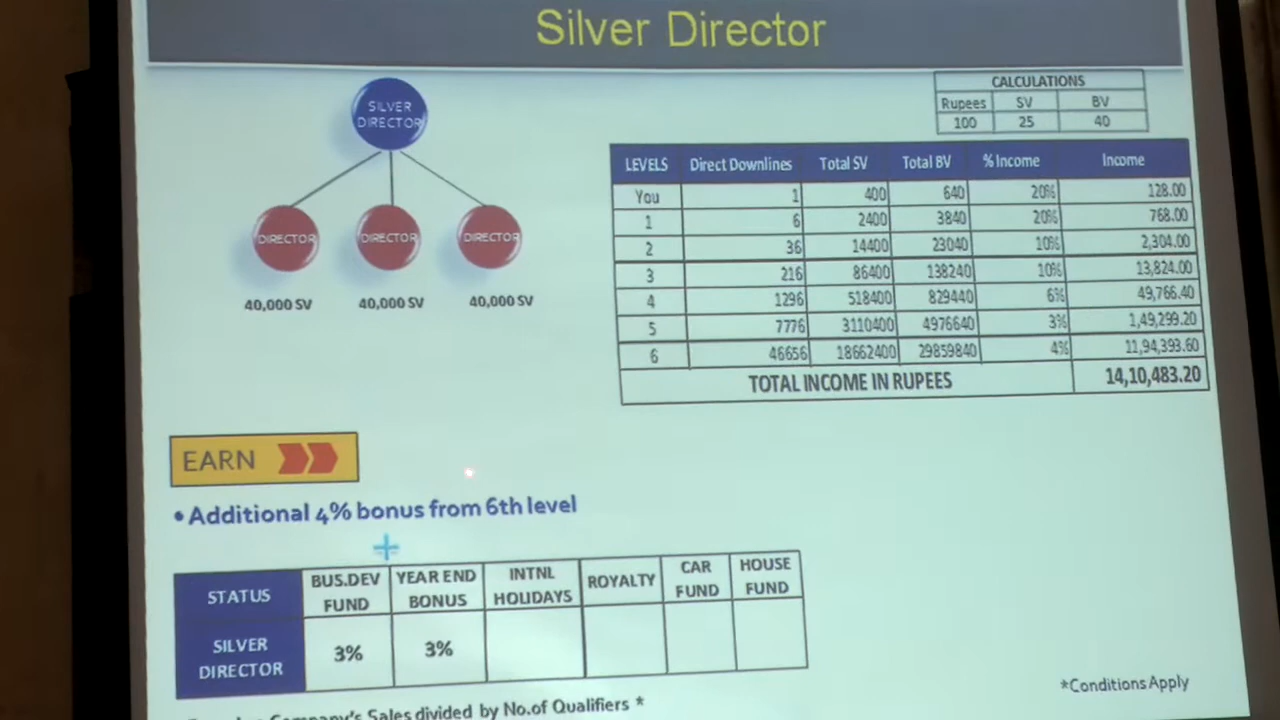 Silver Director
SILVER
DIRECTOR
DIRECTOR DIRECTOR DIRECTOR
40,000 SV 40,000 SV 40,000 SV
CALCULATIONS
Rupees SV BV
100 25 40
LEVELS Direct Downlines Total SV Total BV % Income Income
You 1 400 640 20% 128.00
1 6 2400 3840 20% 768.00
2 36 14400 23040 10% 2,304.00
3 216 86400 138240 10% 13,824.00
4 1296 518400 829440 6% 49,766.40
5 7776 3110400 4976640 3% 1,49,299.20
6 46656 18662400 29859840 4% 11,94,393.60
TOTAL INCOME IN RUPEES 14,10,483.20
EARN
• Additional 4% bonus from 6th level
STATUS BUS.DEV FUND YEAR END BONUS INTNL HOLIDAYS ROYALTY CAR FUND HOUSE FUND
SILVER DIRECTOR 3% 3%
*Conditions Apply
Company's Sales divided by No.of Qualifiers *